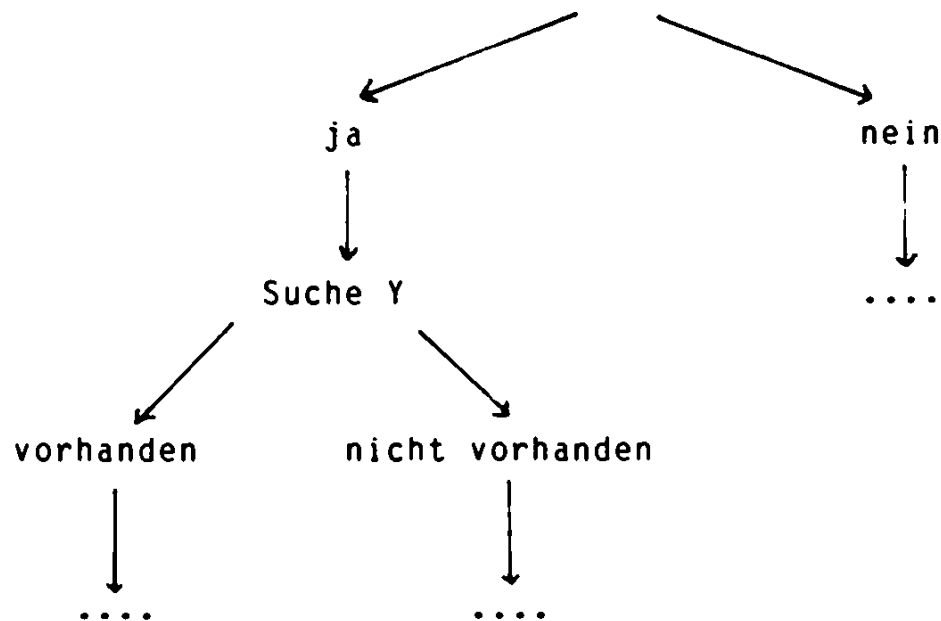 ja nein
Suche Y ....
vorhanden nicht vorhanden
.... ....